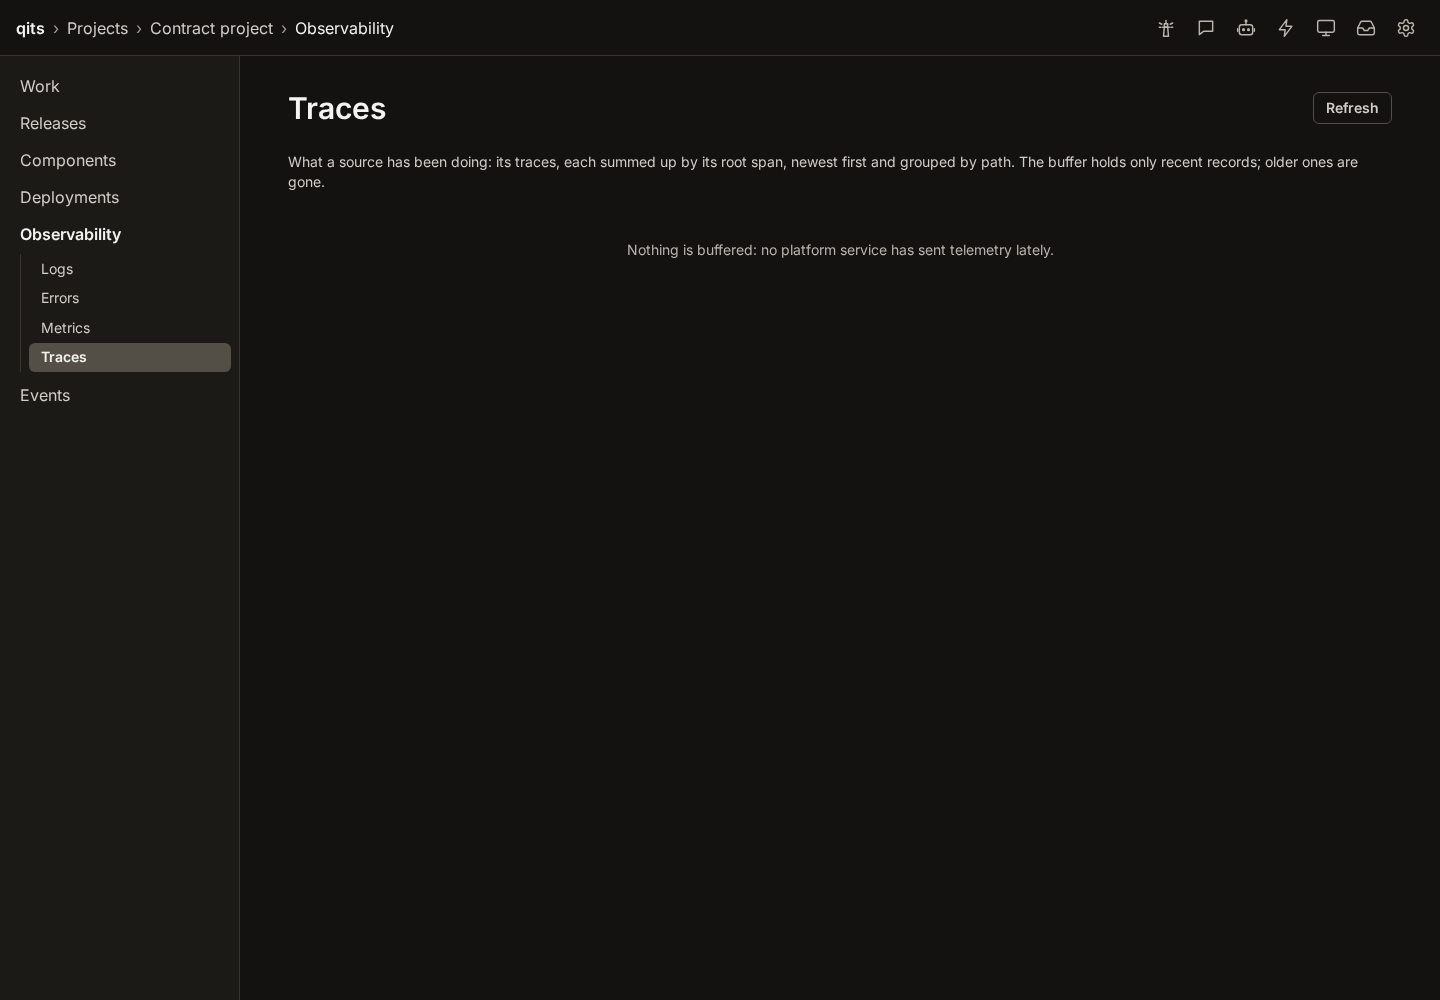 qits › Projects › Contract project › Observability
Work
Releases
Components
Deployments
Observability
Logs
Errors
Metrics
Traces
Events
Traces
Refresh
What a source has been doing: its traces, each summed up by its root span, newest first and grouped by path. The buffer holds only recent records; older ones are
gone.
Nothing is buffered: no platform service has sent telemetry lately.